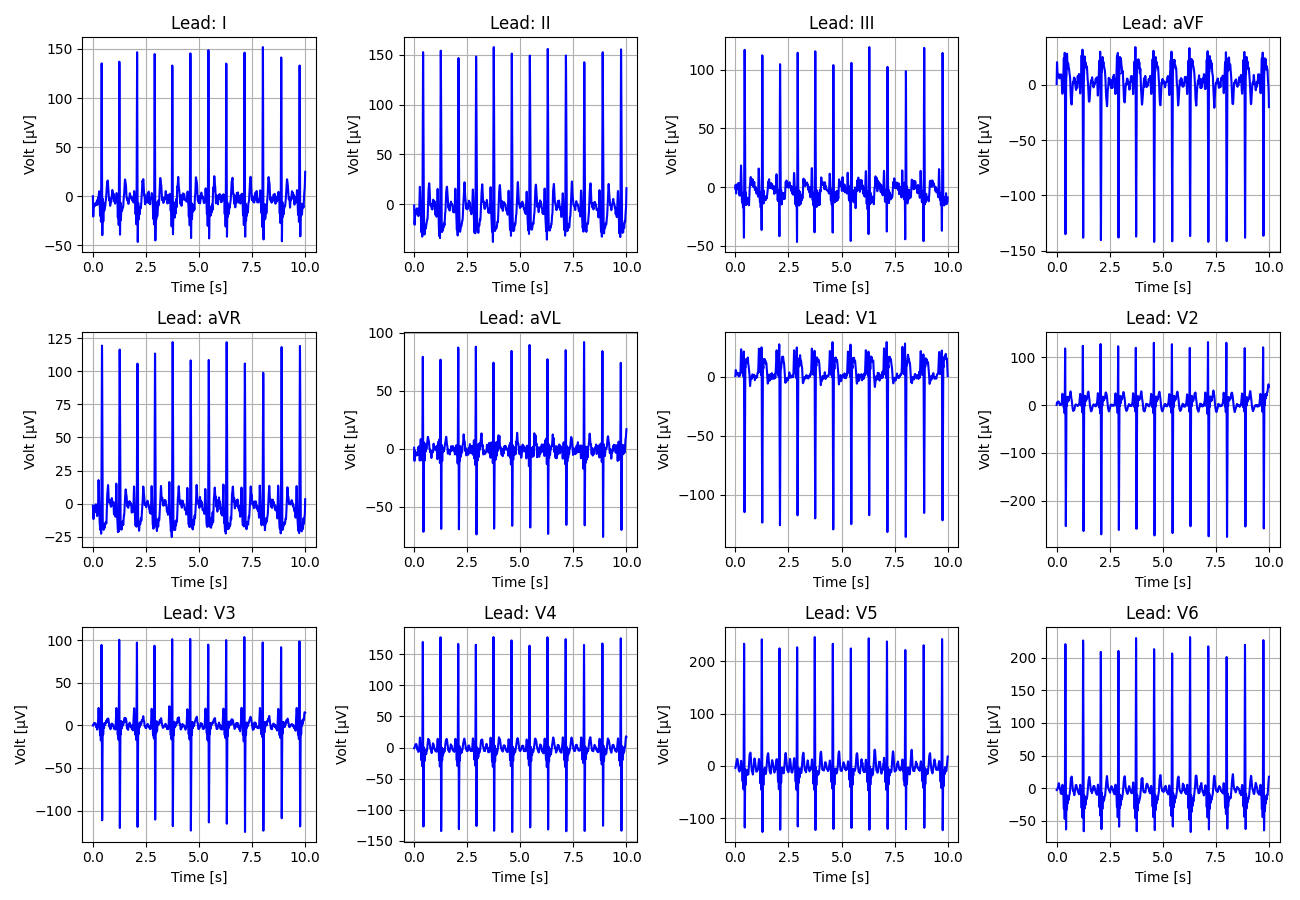 Lead: I
Volt [µV]
150
100
50
0
−50
0.0 2.5 5.0 7.5 10.0
Time [s]
Lead: II
Volt [µV]
150
100
50
0
0.0 2.5 5.0 7.5 10.0
Time [s]
Lead: III
Volt [µV]
100
50
0
−50
0.0 2.5 5.0 7.5 10.0
Time [s]
Lead: aVF
Volt [µV]
0
−50
−100
−150
0.0 2.5 5.0 7.5 10.0
Time [s]
Lead: aVR
Volt [µV]
125
100
75
50
25
0
−25
0.0 2.5 5.0 7.5 10.0
Time [s]
Lead: aVL
Volt [µV]
100
50
0
−50
0.0 2.5 5.0 7.5 10.0
Time [s]
Lead: V1
Volt [µV]
0
−50
−100
0.0 2.5 5.0 7.5 10.0
Time [s]
Lead: V2
Volt [µV]
100
0
−100
−200
0.0 2.5 5.0 7.5 10.0
Time [s]
Lead: V3
Volt [µV]
100
50
0
−50
−100
0.0 2.5 5.0 7.5 10.0
Time [s]
Lead: V4
Volt [µV]
150
100
50
0
−50
−100
−150
0.0 2.5 5.0 7.5 10.0
Time [s]
Lead: V5
Volt [µV]
200
100
0
−100
0.0 2.5 5.0 7.5 10.0
Time [s]
Lead: V6
Volt [µV]
200
150
100
50
0
−50
0.0 2.5 5.0 7.5 10.0
Time [s]